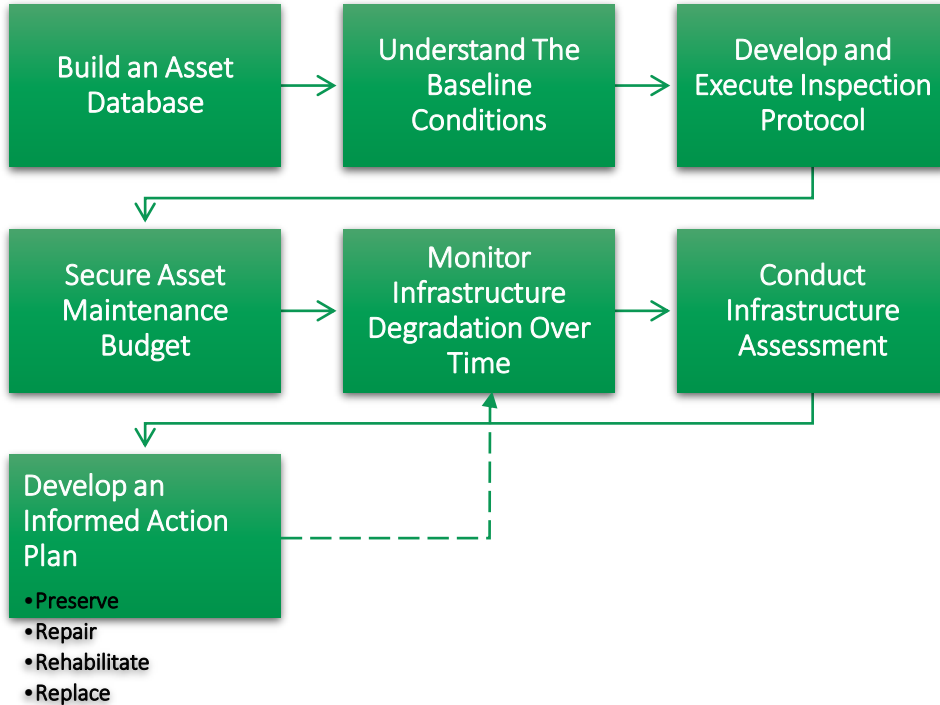 Build an Asset
Database
Understand The
Baseline
Conditions
Develop and
Execute Inspection
Protocol
Secure Asset
Maintenance
Budget
Monitor
Infrastructure
Degradation Over
Time
Conduct
Infrastructure
Assessment
Develop an
Informed Action
Plan
•Preserve
•Repair
•Rehabilitate
•Replace